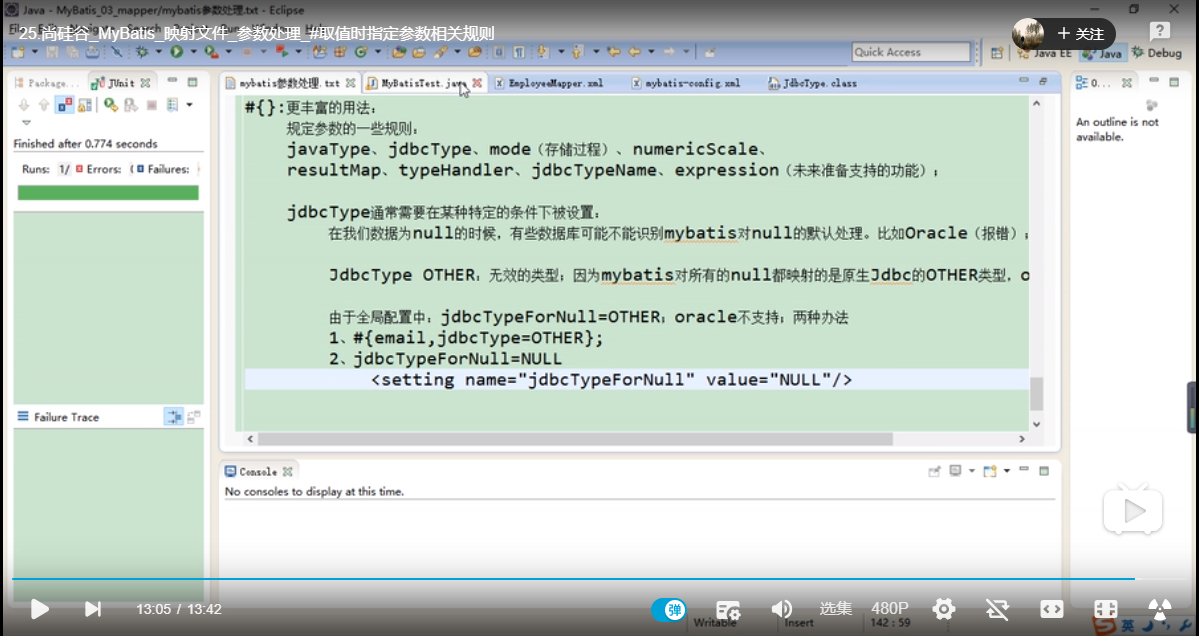 Java - MyBatis_03_mapper/mybatis参数处理.txt - Eclipse
25.尚硅谷_MyBatis_映射文件_参数处理_#取值时指定参数相关规则
+ 关注
Quick Access
Java EE
Java
Debug
Package...
JUnit
mybatis参数处理.txt
MyBatisTest.java
EmployeeMapper.xml
mybatis-config.xml
JdbcType.class
O...
Finished after 0.774 seconds
Runs: 1/
Errors:
Failures:
An outline is not
available.
#{}:更丰富的用法：
规定参数的一些规则：
javaType、jdbcType、mode（存储过程）、numericScale、
resultMap、typeHandler、jdbcTypeName、expression（未来准备支持的功能）；
jdbcType通常需要在某种特定的条件下被设置：
在我们数据为null的时候，有些数据库可能不能识别mybatis对null的默认处理。比如Oracle（报错）；
JdbcType OTHER：无效的类型；因为mybatis对所有的null都映射的是原生Jdbc的OTHER类型，o
由于全局配置中：jdbcTypeForNull=OTHER；oracle不支持；两种办法
1、#{email,jdbcType=OTHER};
2、jdbcTypeForNull=NULL
<setting name="jdbcTypeForNull" value="NULL"/>
Failure Trace
Console
No consoles to display at this time.
13:05 / 13:42
弹
选集
480P
Writable
Insert
142 : 59
英